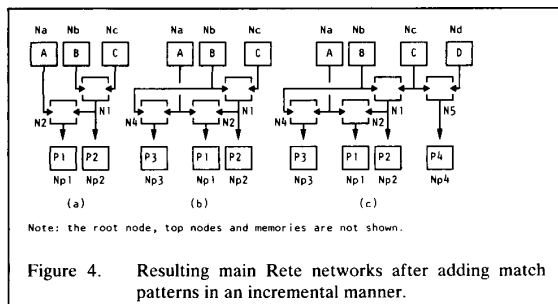 Na Nb Nc Na Nb Nc Na Nb Nc Nd
A B C A B C A B C D
N1 N1 N1 N5
N2 N4 N2 N4 N2
P1 P2 P3 P1 P2 P3 P1 P2 P4
Np1 Np2 Np3 Np1 Np2 Np3 Np1 Np2 Np4
(a) (b) (c)
Note: the root node, top nodes and memories are not shown.
Figure 4. Resulting main Rete networks after adding match
patterns in an incremental manner.